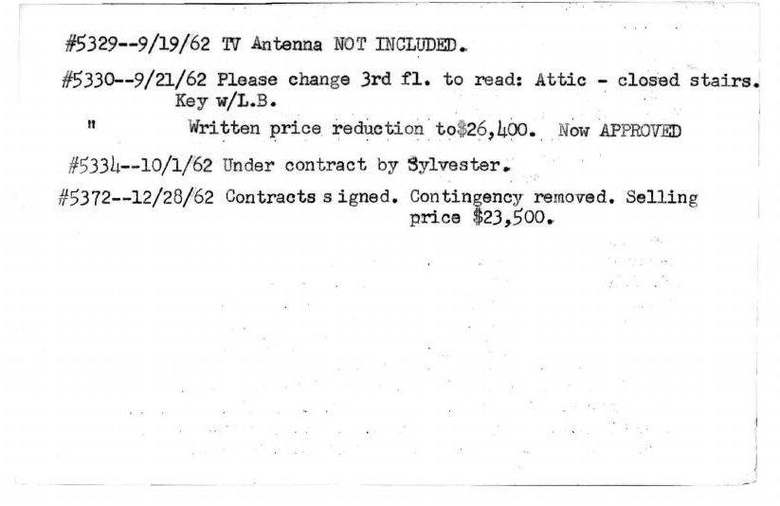 #5329--9/19/62 TV Antenna NOT INCLUDED.
#5330--9/21/62 Please change 3rd fl. to read: Attic - closed stairs.
Key w/L.B.
" Written price reduction to $26,400. Now APPROVED
#5334--10/1/62 Under contract by Sylvester.
#5372--12/28/62 Contracts signed. Contingency removed. Selling
price $23,500.